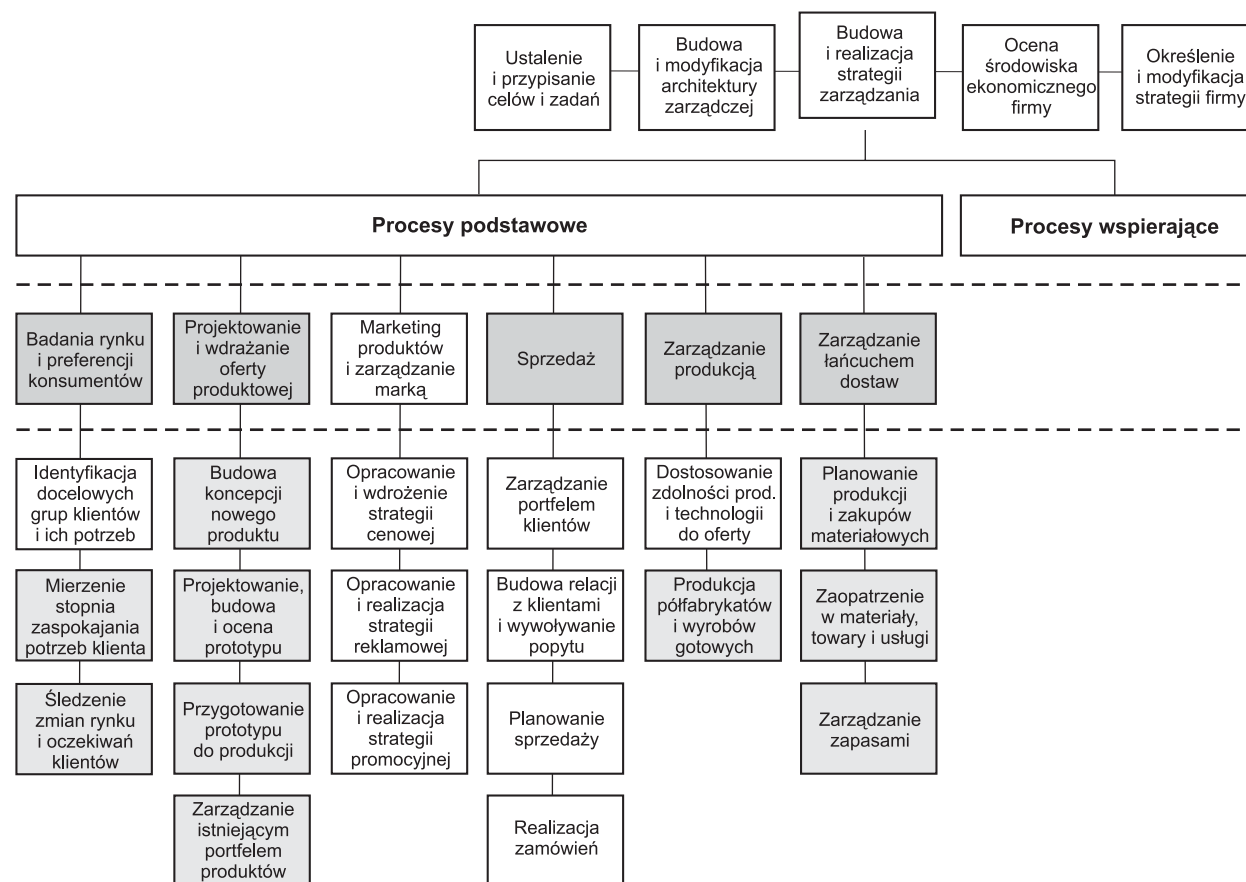 Ustalenie
i przypisanie
celów i zadań
Budowa
i modyfikacja
architektury
zarządczej
Budowa
i realizacja
strategii
zarządzania
Ocena
środowiska
ekonomicznego
firmy
Określenie
i modyfikacja
strategii firmy
Procesy podstawowe
Procesy wspierające
Badania rynku
i preferencji
konsumentów
Projektowanie
i wdrażanie
oferty
produktowej
Marketing
produktów
i zarządzanie
marką
Sprzedaż
Zarządzanie
produkcją
Zarządzanie
łańcuchem
dostaw
Identyfikacja
docelowych
grup klientów
i ich potrzeb
Mierzenie
stopnia
zaspokajania
potrzeb klienta
Śledzenie
zmian rynku
i oczekiwań
klientów
Budowa
koncepcji
nowego
produktu
Projektowanie,
budowa
i ocena
prototypu
Przygotowanie
prototypu
do produkcji
Zarządzanie
istniejącym
portfelem
produktów
Opracowanie
i wdrożenie
strategii
cenowej
Opracowanie
i realizacja
strategii
reklamowej
Opracowanie
i realizacja
strategii
promocyjnej
Zarządzanie
portfelem
klientów
Budowa relacji
z klientami
i wywoływanie
popytu
Planowanie
sprzedaży
Realizacja
zamówień
Dostosowanie
zdolności prod.
i technologii
do oferty
Produkcja
półfabrykatów
i wyrobów
gotowych
Planowanie
produkcji
i zakupów
materiałowych
Zaopatrzenie
w materiały,
towary i usługi
Zarządzanie
zapasami